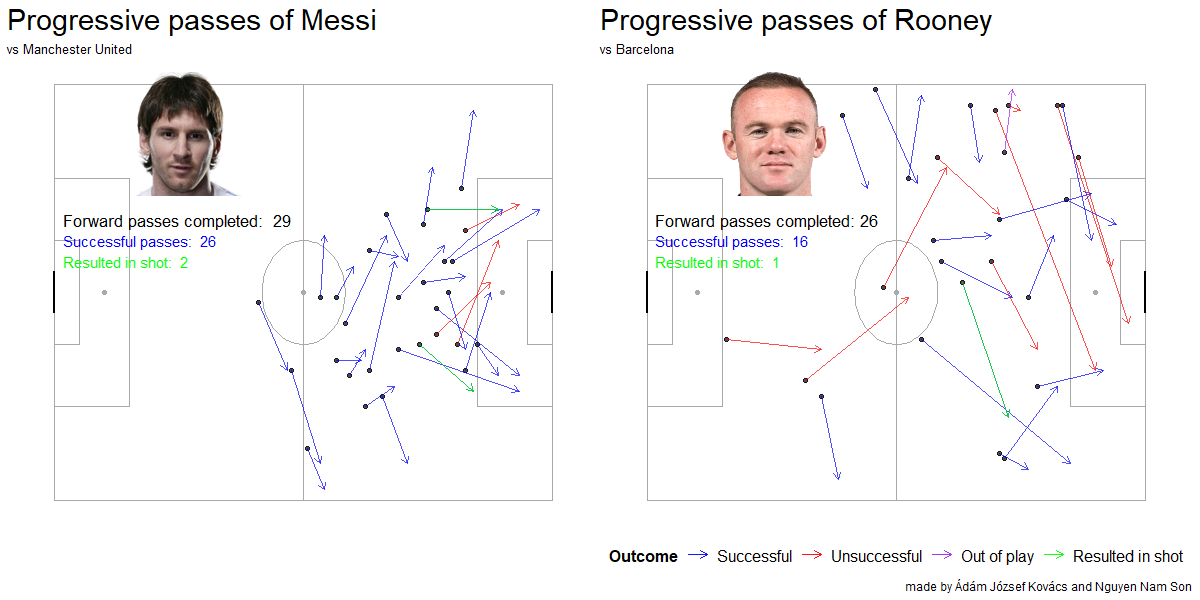 Progressive passes of Messi
vs Manchester United
Forward passes completed: 29
Successful passes: 26
Resulted in shot: 2
Progressive passes of Rooney
vs Barcelona
Forward passes completed: 26
Successful passes: 16
Resulted in shot: 1
Outcome Successful Unsuccessful Out of play Resulted in shot
made by Ádám József Kovács and Nguyen Nam Son